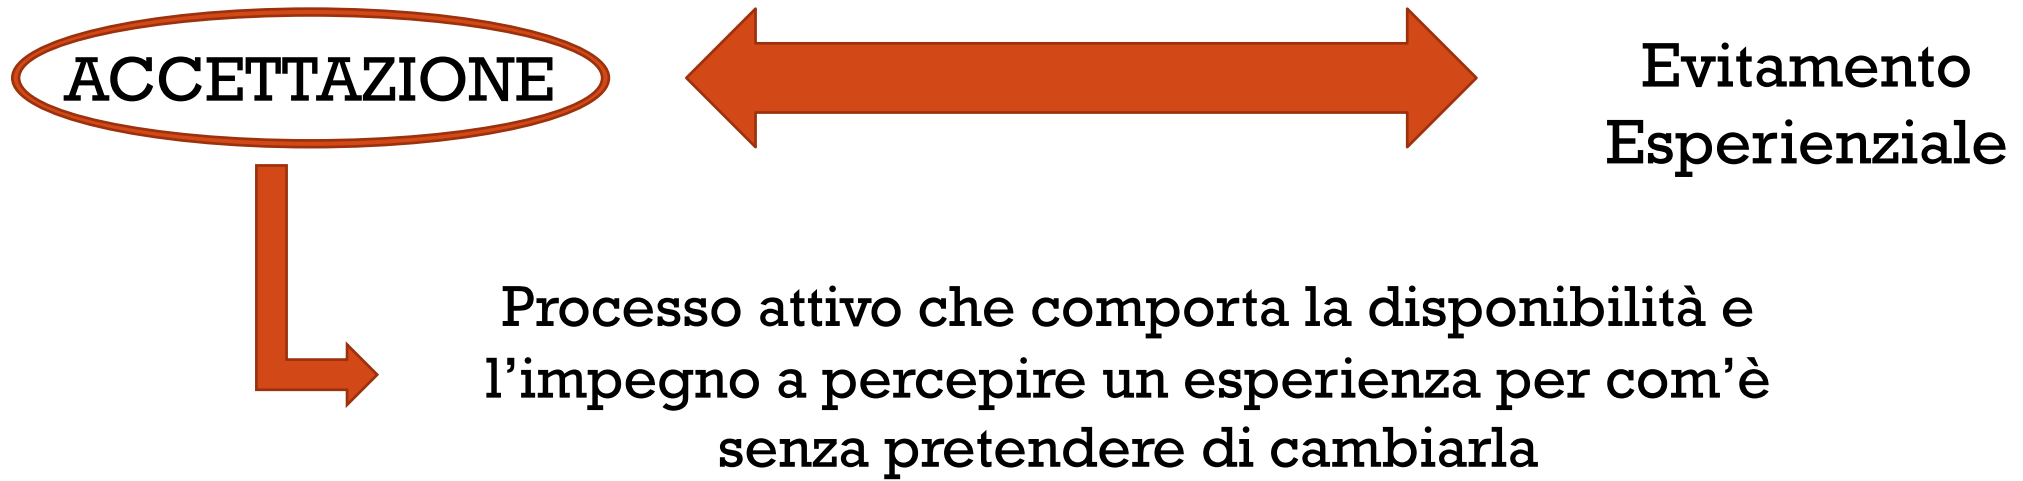 ACCETTAZIONE
Evitamento
Esperienziale
Processo attivo che comporta la disponibilità e
l’impegno a percepire un esperienza per com’è
senza pretendere di cambiarla